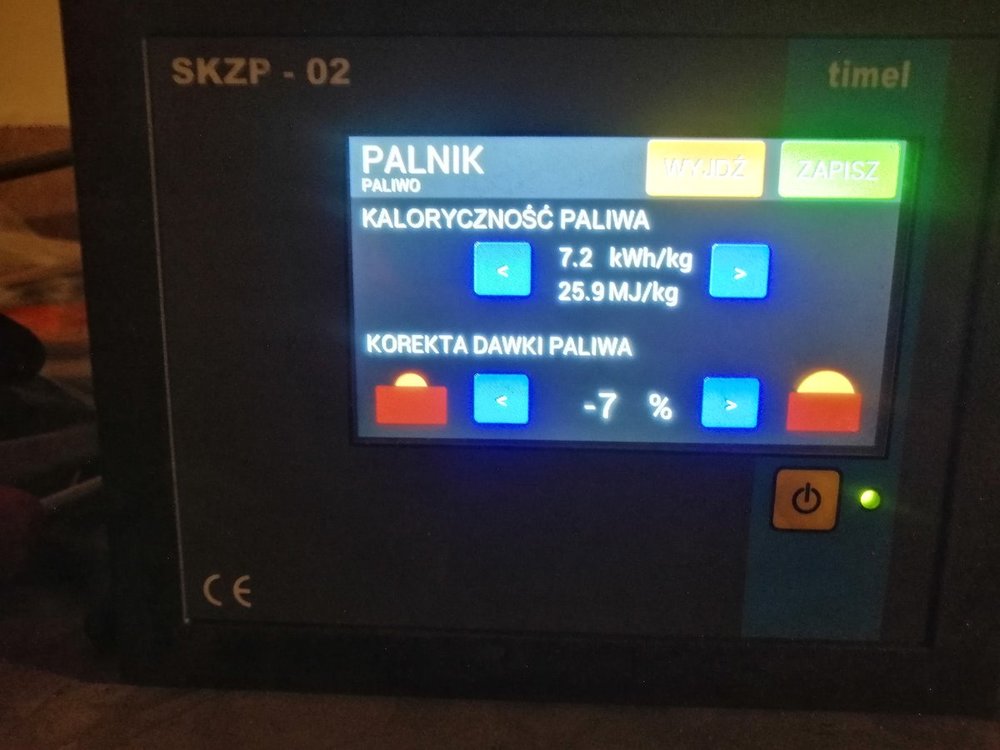 SKZP - 02
timel
PALNIK
PALIWO
WYJDŹ
ZAPISZ
KALORYCZNOŚĆ PALIWA
< 7.2 kWh/kg >
25.9 MJ/kg
KOREKTA DAWKI PALIWA
< -7 % >
CE